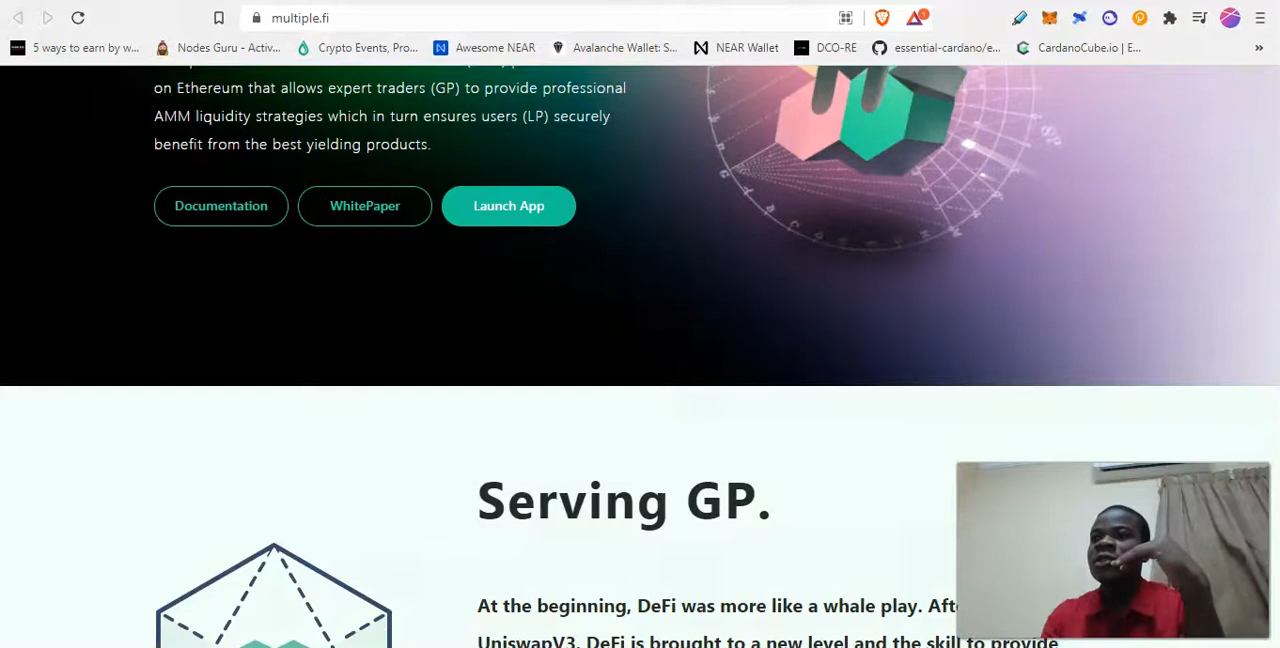 multiple.fi
1
5 ways to earn by w...
Nodes Guru - Activ...
Crypto Events, Pro...
Awesome NEAR
Avalanche Wallet: S...
NEAR Wallet
DCO-RE
essential-cardano/e...
CardanoCube.io | E...
»
on Ethereum that allows expert traders (GP) to provide professional
AMM liquidity strategies which in turn ensures users (LP) securely
benefit from the best yielding products.
Documentation
WhitePaper
Launch App
Serving GP.
At the beginning, DeFi was more like a whale play.
UniswapV3, DeFi is brought to a new level and the skill to provide